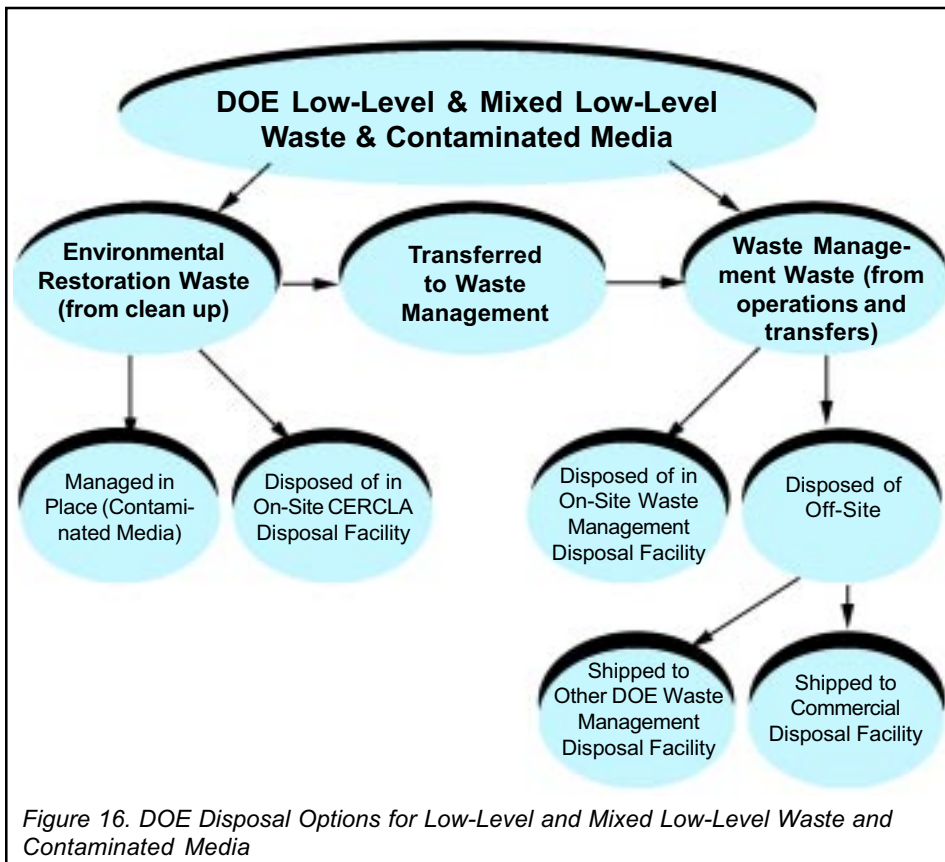 DOE Low-Level & Mixed Low-Level
Waste & Contaminated Media
Environmental
Restoration Waste
(from clean up)
Transferred
to Waste
Management
Waste Manage-
ment Waste (from
operations and
transfers)
Managed in
Place (Contami-
nated Media)
Disposed of in
On-Site CERCLA
Disposal Facility
Disposed of in
On-Site Waste
Management
Disposal Facility
Disposed of
Off-Site
Shipped to
Other DOE Waste
Management
Disposal Facility
Shipped to
Commercial
Disposal Facility
Figure 16. DOE Disposal Options for Low-Level and Mixed Low-Level Waste and
Contaminated Media